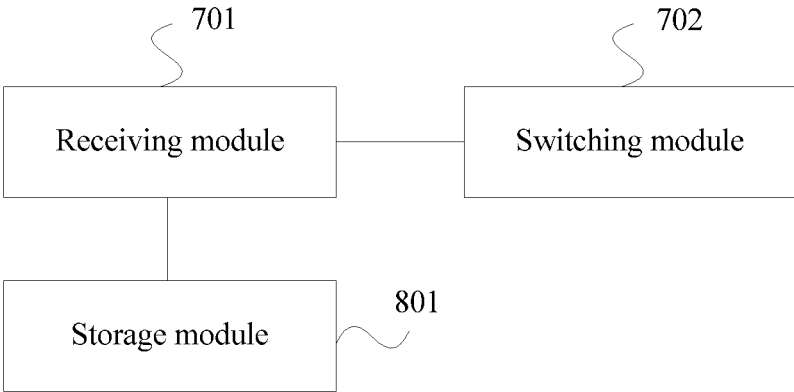 701
702
Receiving module
Switching module
Storage module
801